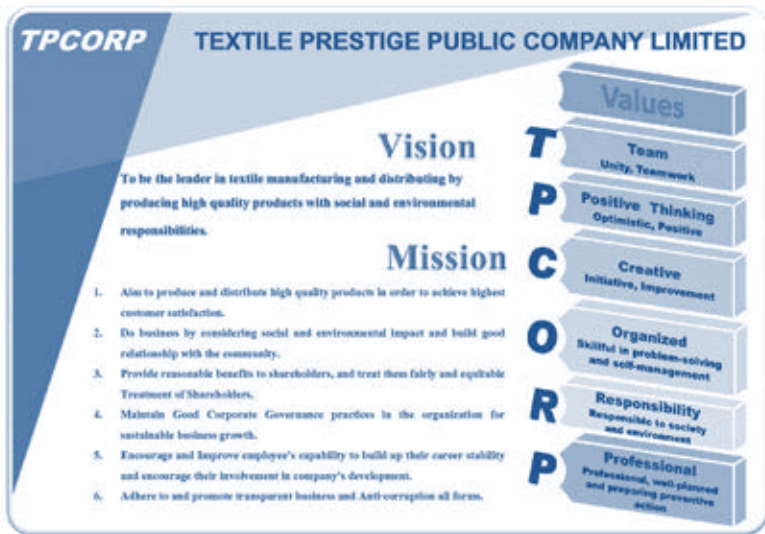 TPCORP
TEXTILE PRESTIGE PUBLIC COMPANY LIMITED
Vision
To be the leader in textile manufacturing and distributing by
producing high quality products with social and environmental
responsibilities.
Mission
1. Aim to produce and distribute high quality products in order to achieve highest
customer satisfaction.
2. Do business by considering social and environmental impact and build good
relationship with the community.
3. Provide reasonable benefits to shareholders, and treat them fairly and equitable
Treatment of Shareholders.
4. Maintain Good Corporate Governance practices in the organization for
sustainable business growth.
5. Encourage and Improve employee's capability to build up their career stability
and encourage their involvement in company's development.
6. Adhere to and promote transparent business and Anti-corruption all forms.
Values
T Team
Unity, Teamwork
P Positive Thinking
Optimistic, Positive
C Creative
Initiative, Improvement
O Organized
Skillful in problem-solving
and self-management
R Responsibility
Responsible to society
and environment
P Professional
Professional, well-planned
and preparing preventive
action